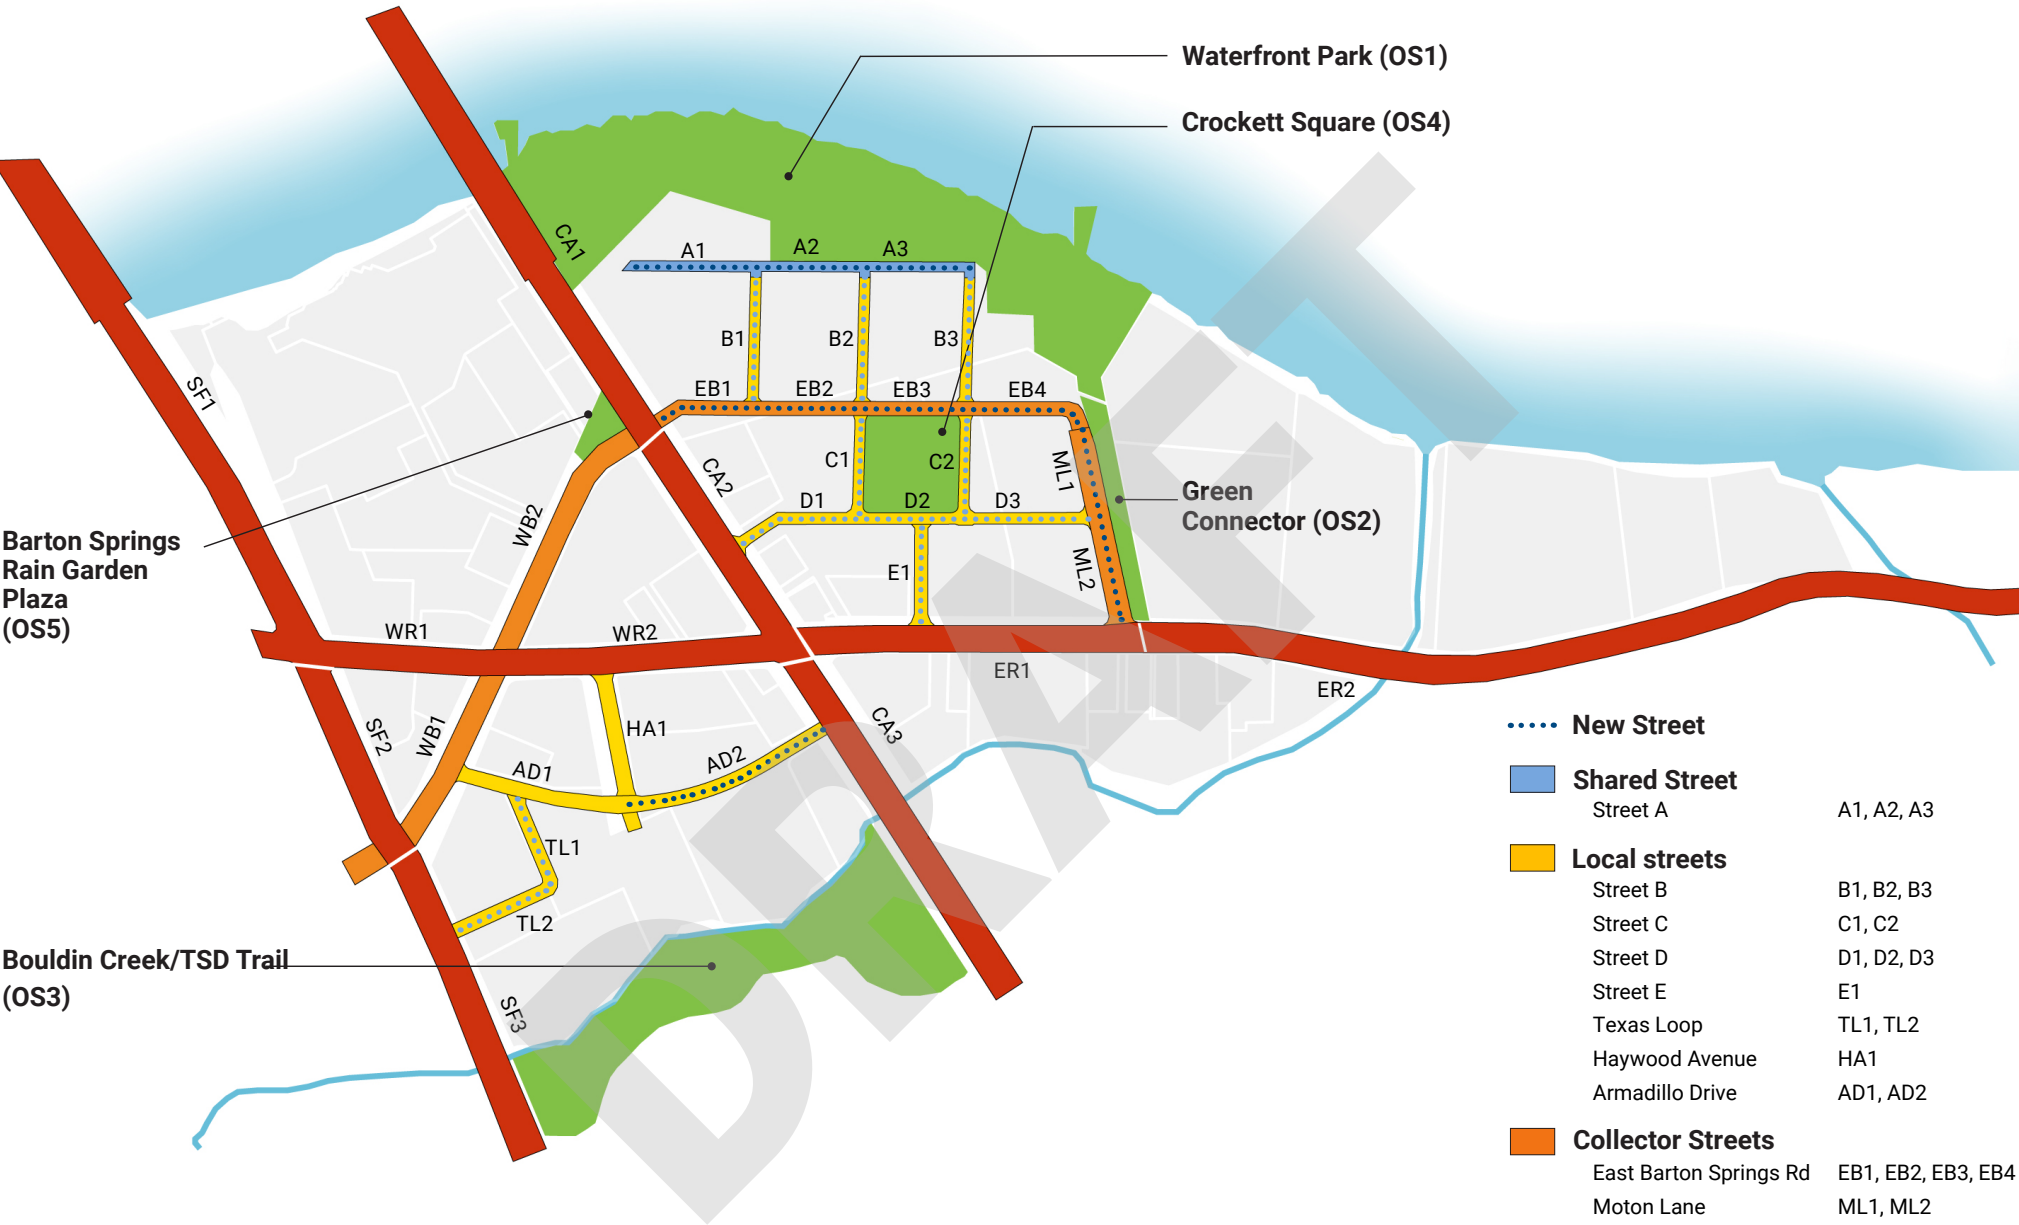 Waterfront Park (OS1)
Crockett Square (OS4)
CA1
A1
A2
A3
B1
B2
B3
SF1
EB1
EB2
EB3
EB4
C1
C2
CA2
ML1
D1
D2
D3
Green
Connector (OS2)
WB2
Barton Springs
Rain Garden
Plaza
(OS5)
E1
ML2
WR1
WR2
ER1
ER2
SF2
WB1
HA1
CA3
AD1
AD2
TL1
TL2
Bouldin Creek/TSD Trail
(OS3)
SF3
DRAFT
New Street
Shared Street
Street A A1, A2, A3
Local streets
Street B B1, B2, B3
Street C C1, C2
Street D D1, D2, D3
Street E E1
Texas Loop TL1, TL2
Haywood Avenue HA1
Armadillo Drive AD1, AD2
Collector Streets
East Barton Springs Rd EB1, EB2, EB3, EB4
Moton Lane ML1, ML2